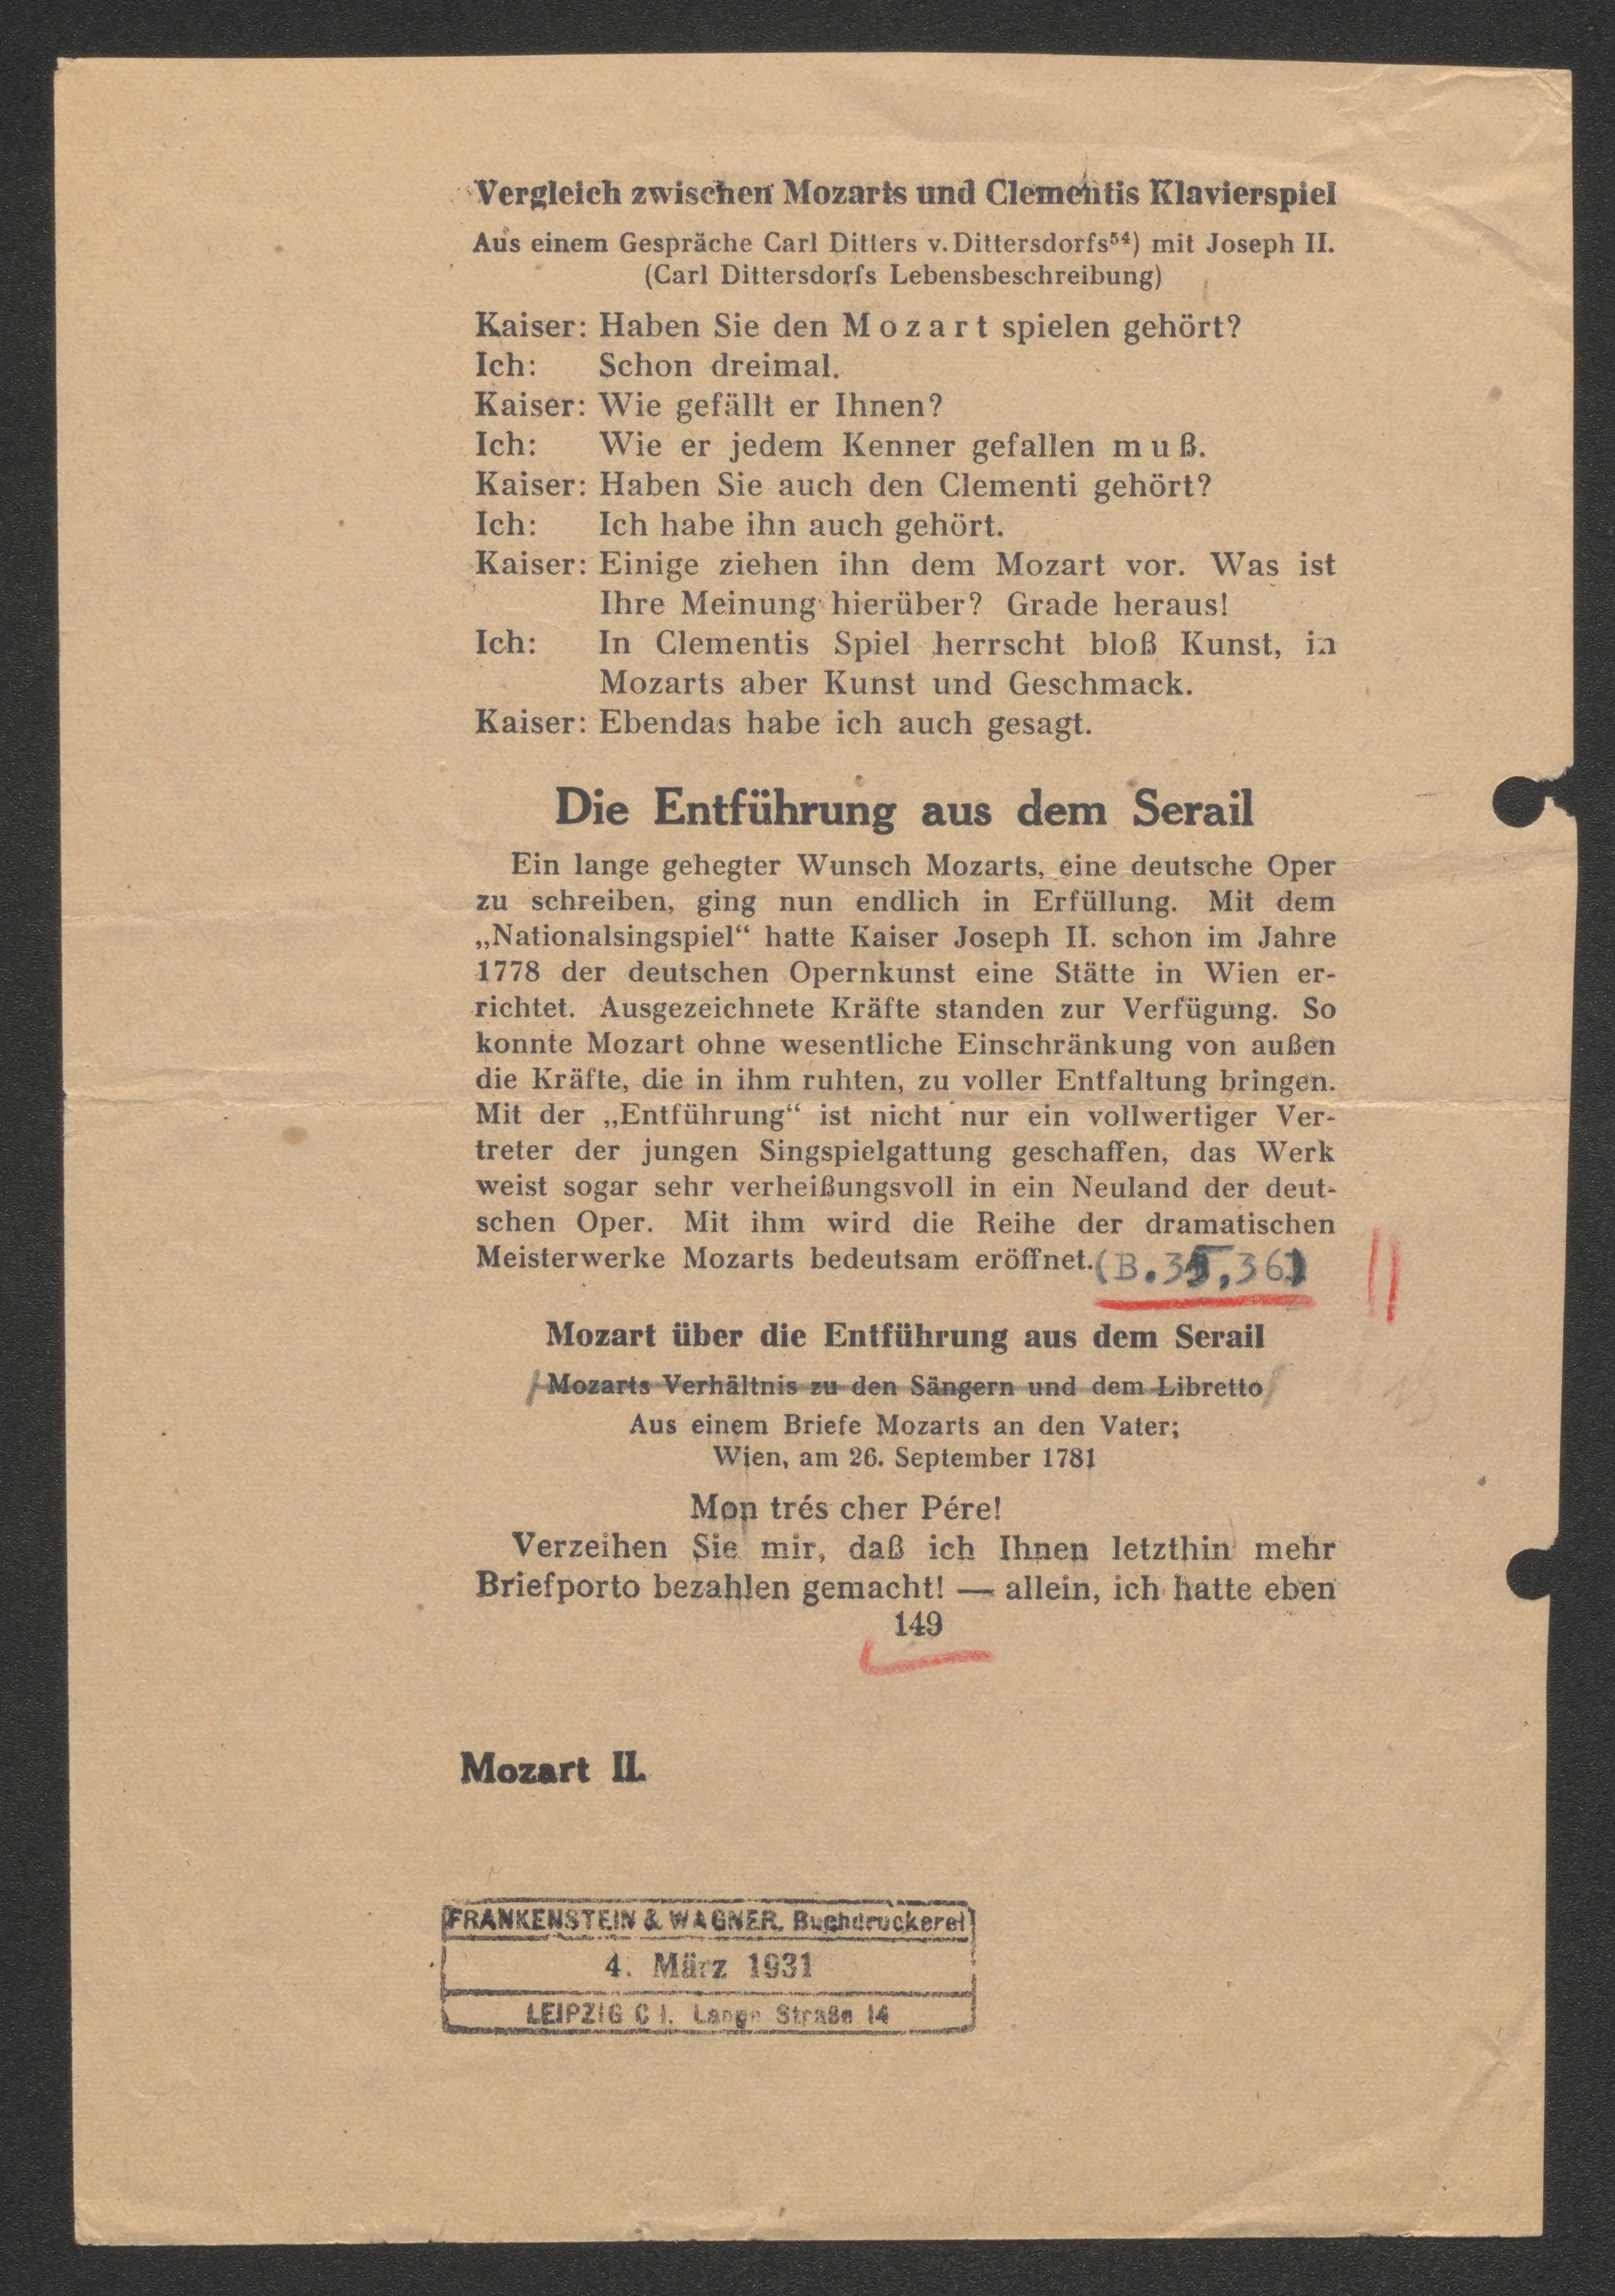 Vergleich zwischen Mozarts und Clementis Klavierspiel
Aus einem Gespräche Carl Ditters v. Dittersdorfs⁵⁴) mit Joseph II.
(Carl Dittersdorfs Lebensbeschreibung)
Kaiser: Haben Sie den Mozart spielen gehört?
Ich: Schon dreimal.
Kaiser: Wie gefällt er Ihnen?
Ich: Wie er jedem Kenner gefallen muß.
Kaiser: Haben Sie auch den Clementi gehört?
Ich: Ich habe ihn auch gehört.
Kaiser: Einige ziehen ihn dem Mozart vor. Was ist
Ihre Meinung hierüber? Grade heraus!
Ich: In Clementis Spiel herrscht bloß Kunst, in
Mozarts aber Kunst und Geschmack.
Kaiser: Ebendas habe ich auch gesagt.
Die Entführung aus dem Serail
Ein lange gehegter Wunsch Mozarts, eine deutsche Oper
zu schreiben, ging nun endlich in Erfüllung. Mit dem
„Nationalsingspiel“ hatte Kaiser Joseph II. schon im Jahre
1778 der deutschen Opernkunst eine Stätte in Wien er-
richtet. Ausgezeichnete Kräfte standen zur Verfügung. So
konnte Mozart ohne wesentliche Einschränkung von außen
die Kräfte, die in ihm ruhten, zu voller Entfaltung bringen.
Mit der „Entführung“ ist nicht nur ein vollwertiger Ver-
treter der jungen Singspielgattung geschaffen, das Werk
weist sogar sehr verheißungsvoll in ein Neuland der deut-
schen Oper. Mit ihm wird die Reihe der dramatischen
Meisterwerke Mozarts bedeutsam eröffnet. (B. 35, 36)
Mozart über die Entführung aus dem Serail
Mozarts Verhältnis zu den Sängern und dem Libretto
Aus einem Briefe Mozarts an den Vater;
Wien, am 26. September 1781
Mon trés cher Pére!
Verzeihen Sie mir, daß ich Ihnen letzthin mehr
Briefporto bezahlen gemacht! — allein, ich hatte eben
149
Mozart II.
FRANKENSTEIN & WAGNER, Buchdruckerei
4. März 1931
LEIPZIG C 1. Lange Straße 14